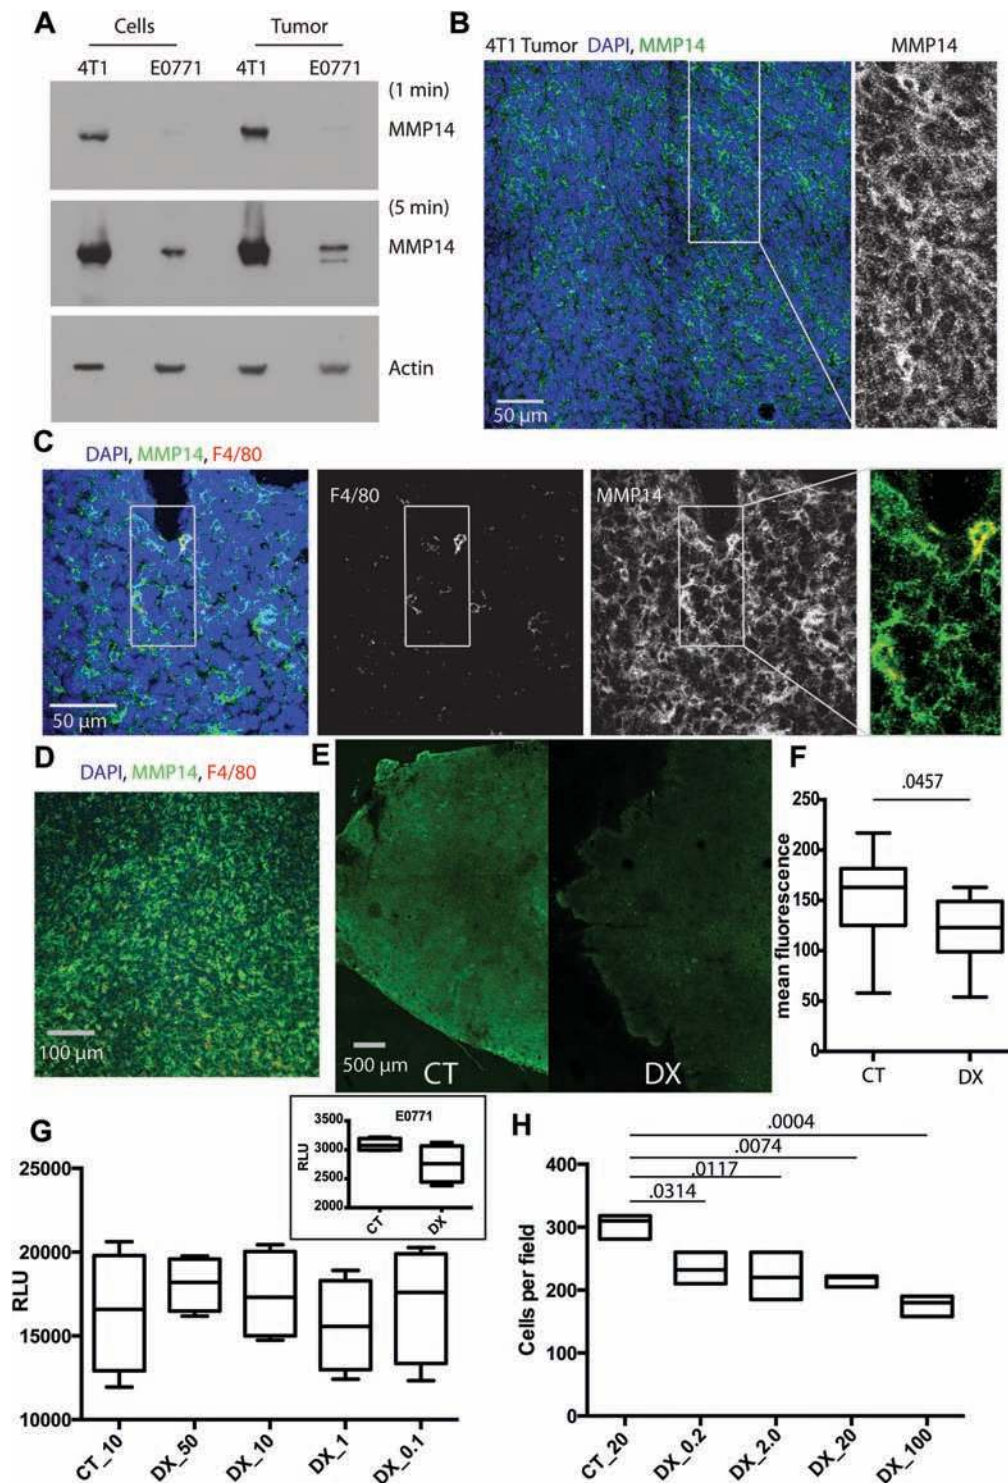 A
Cells Tumor
4T1 E0771 4T1 E0771
(1 min)
MMP14
(5 min)
MMP14
Actin
B
4T1 Tumor DAPI, MMP14
MMP14
50 μm
C
DAPI, MMP14, F4/80
F4/80
MMP14
50 μm
D
DAPI, MMP14, F4/80
100 μm
E
500 μm
CT
DX
F
.0457
mean fluorescence
250
200
150
100
50
0
CT DX
G
RLU
25000
20000
15000
10000
CT_10 DX_50 DX_10 DX_1 DX_0.1
E0771
RLU
3500
3000
2500
2000
CT DX
H
.0004
.0074
.0117
.0314
Cells per field
400
300
200
100
0
CT_20 DX_0.2 DX_2.0 DX_20 DX_100